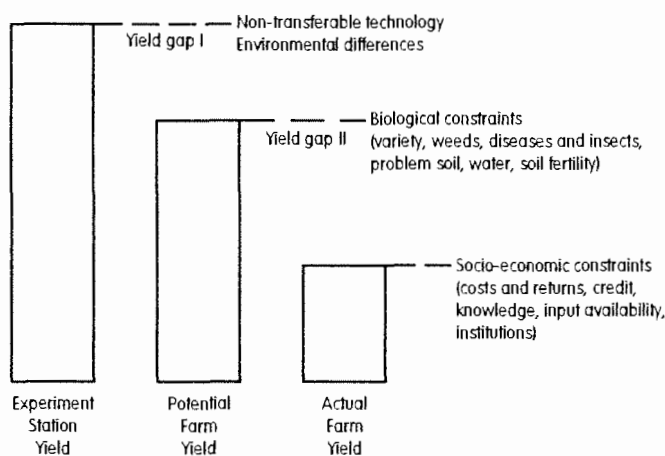 Non-transferable technology
Yield gap I
Environmental differences
Biological constraints
Yield gap II
(variety, weeds, diseases and insects,
problem soil, water, soil fertility)
Socio-economic constraints
(costs and returns, credit,
knowledge, input availability,
institutions)
Experiment
Station
Yield
Potential
Farm
Yield
Actual
Farm
Yield